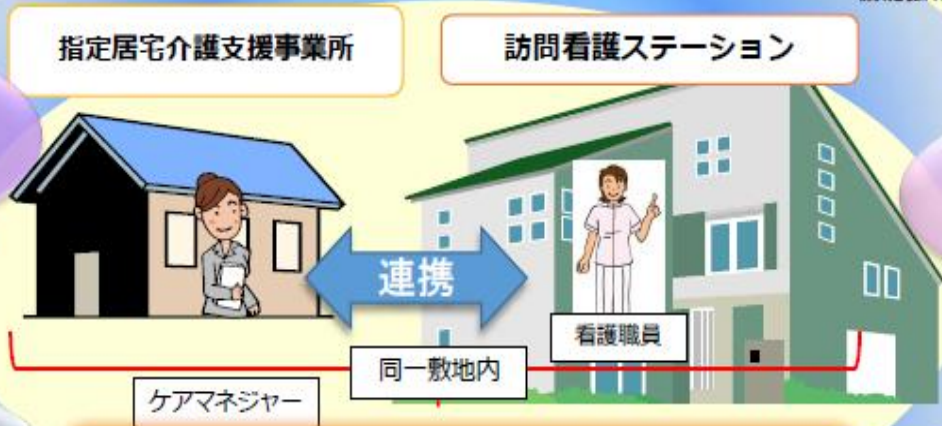 指定居宅介護支援事業所
訪問看護ステーション
連携
看護職員
同一敷地内
ケアマネジャー